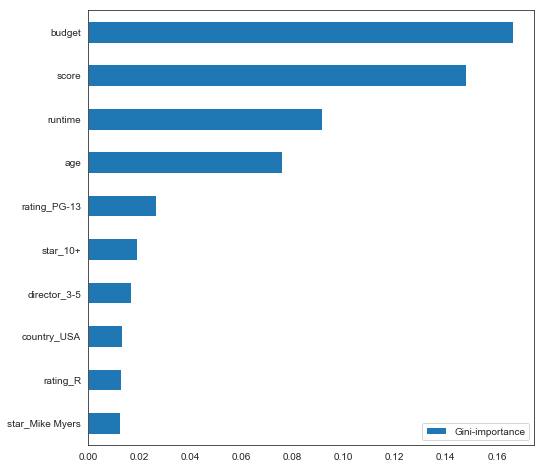 budget
score
runtime
age
rating_PG-13
star_10+
director_3-5
country_USA
rating_R
star_Mike Myers
Gini-importance
0.00 0.02 0.04 0.06 0.08 0.10 0.12 0.14 0.16